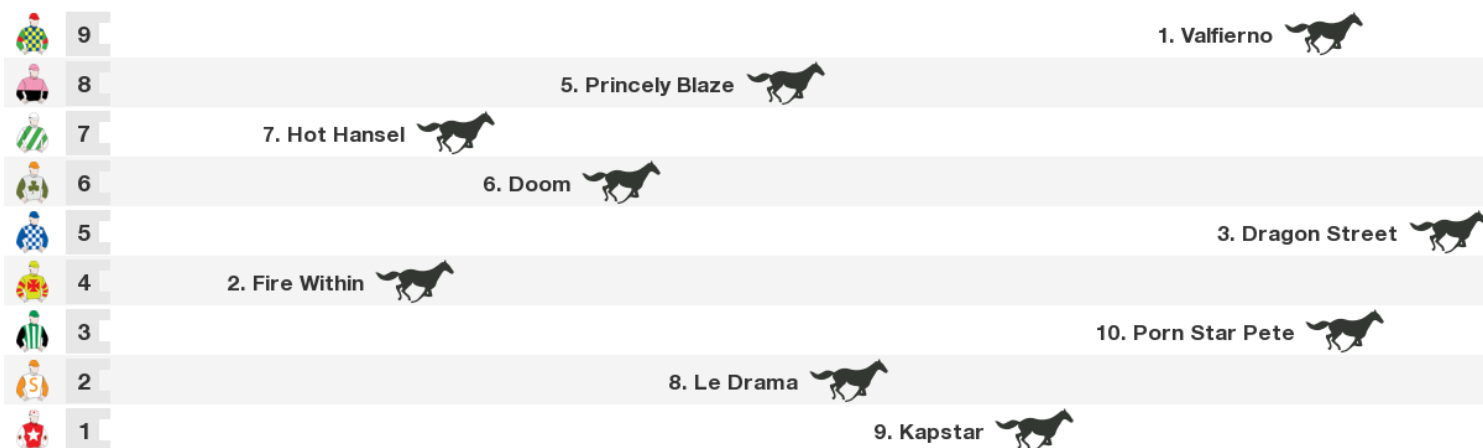 9 1. Valfierno
8 5. Princely Blaze
7 7. Hot Hansel
6 6. Doom
5 3. Dragon Street
4 2. Fire Within
3 10. Porn Star Pete
S 2 8. Le Drama
1 9. Kapstar